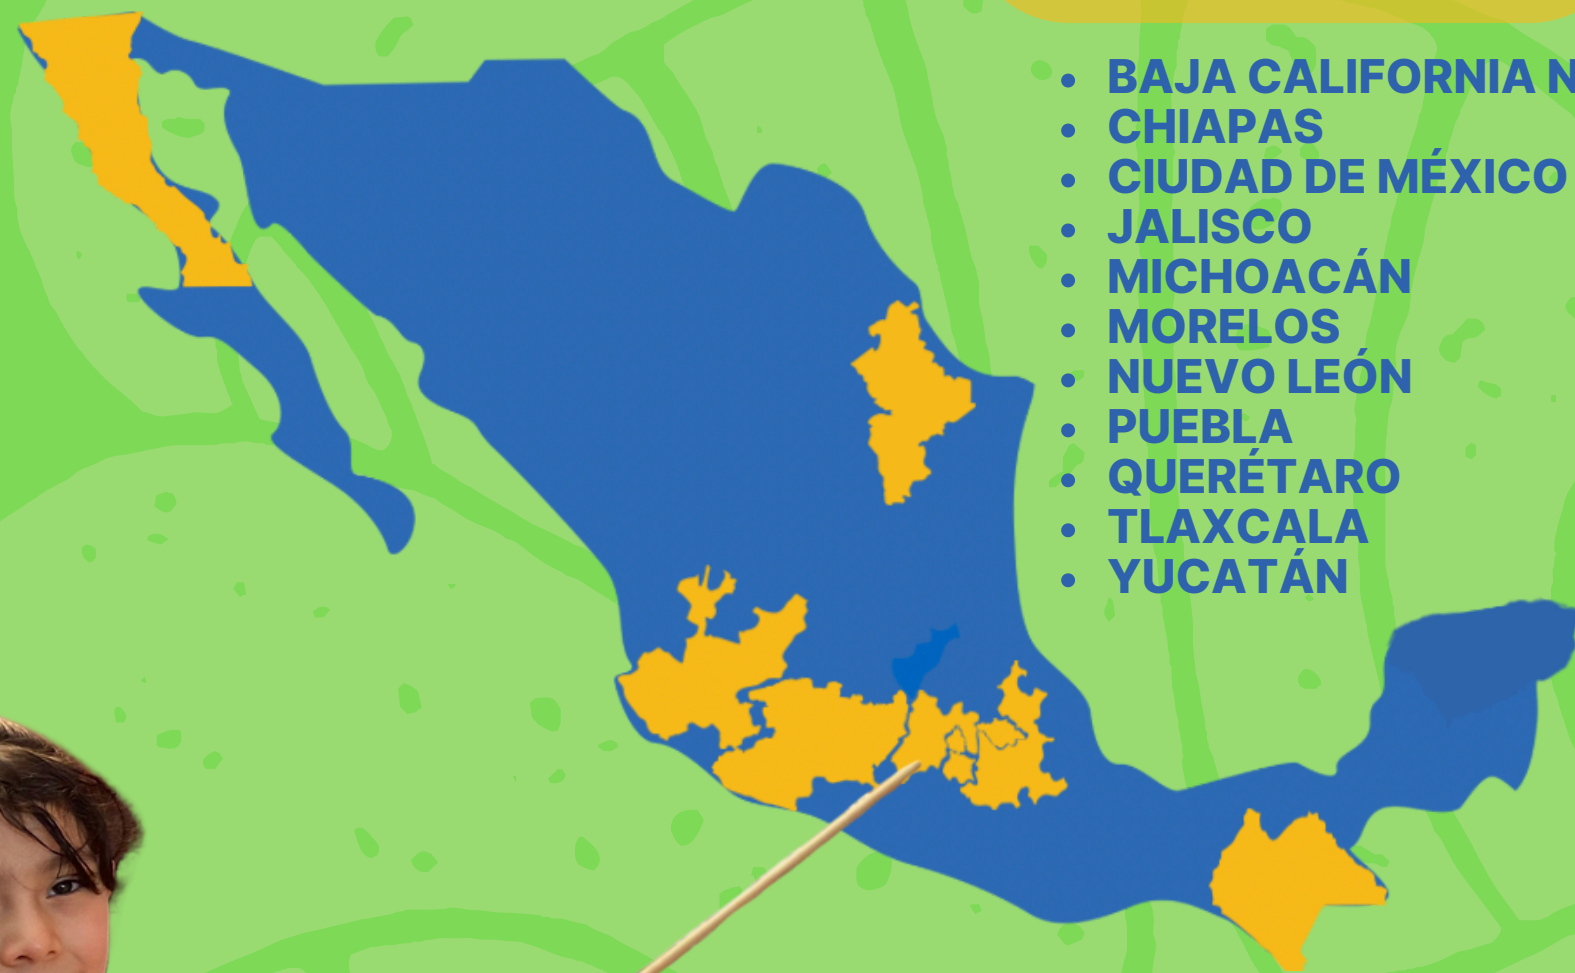 BAJA CALIFORNIA N
CHIAPAS
CIUDAD DE MÉXICO
JALISCO
MICHOACÁN
MORELOS
NUEVO LEÓN
PUEBLA
QUERÉTARO
TLAXCALA
YUCATÁN